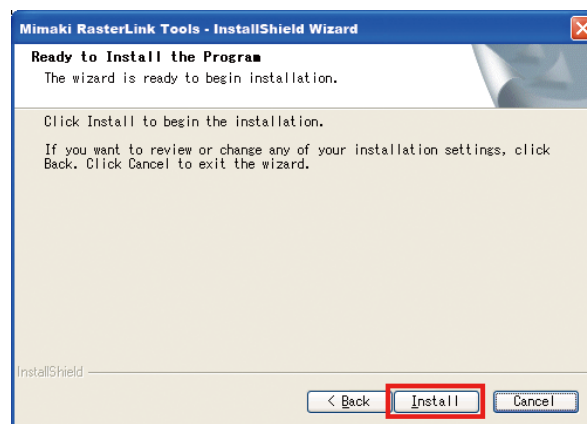 Mimaki RasterLink Tools - InstallShield Wizard
Ready to Install the Program
The wizard is ready to begin installation.
Click Install to begin the installation.
If you want to review or change any of your installation settings, click
Back. Click Cancel to exit the wizard.
InstallShield
< Back Install Cancel